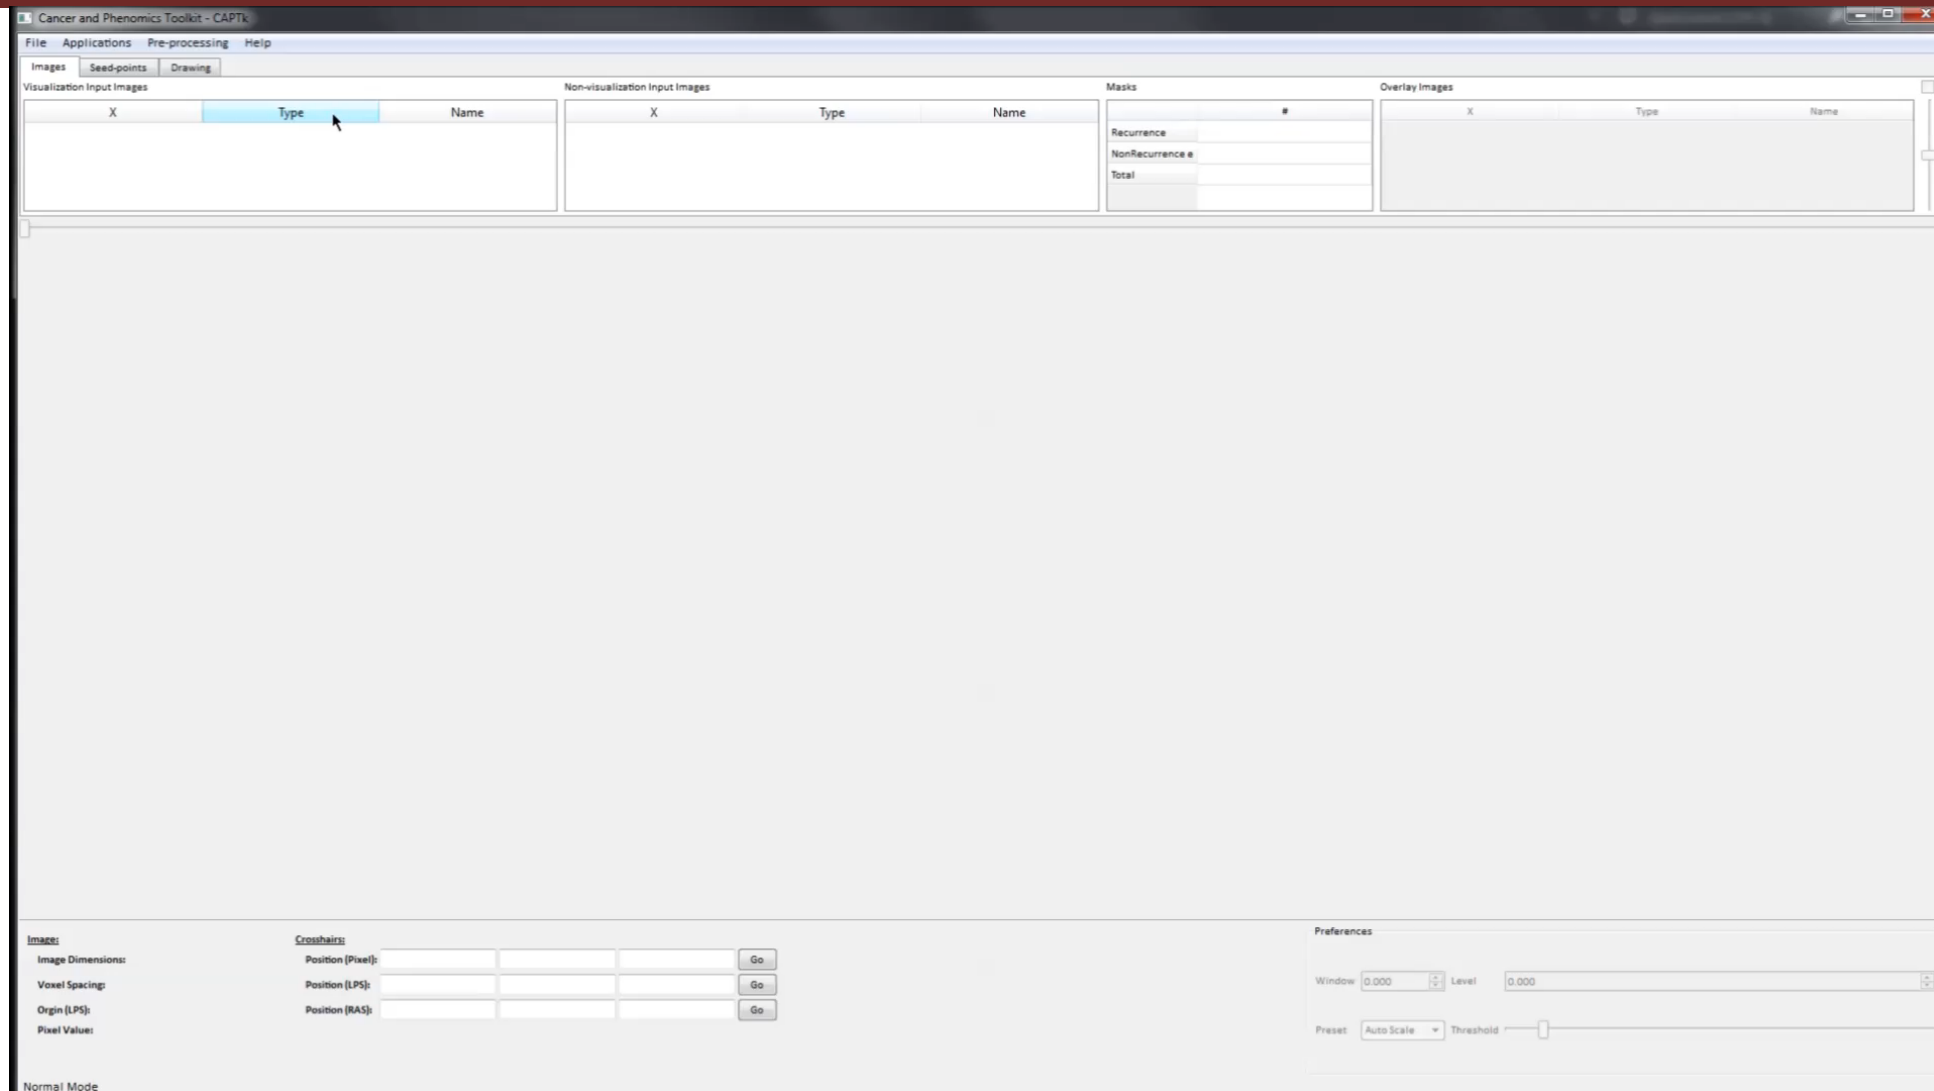 Cancer and Phenomics Toolkit - CAPTk
File Applications Pre-processing Help
Images Seed-points Drawing
Visualization Input Images Non-visualization Input Images Masks Overlay Images
X Type Name X Type Name # X Type Name
Recurrence
NonRecurrence e
Total
Image: Crosshairs: Preferences
Image Dimensions: Position (Pixel): Go
Voxel Spacing: Position (LPS): Go Window 0.000 Level 0.000
Orgin (LPS): Position (RAS): Go
Pixel Value: Preset Auto Scale Threshold
Normal Mode